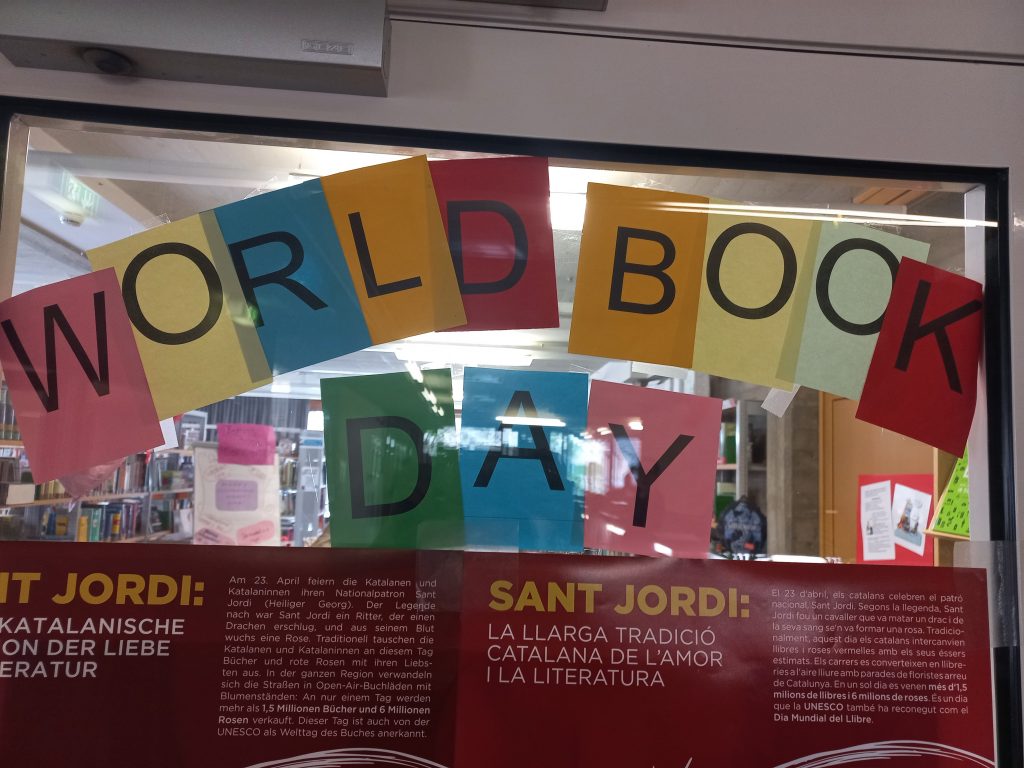 WORLD BOOK
DAY
NT JORDI:
KATALANISCHE
ON DER LIEBE
ERATUR
Am 23. April feiern die Katalanen und
Katalaninnen ihren Nationalpatron Sant
Jordi (Heiliger Georg). Der Legende
nach war Sant Jordi ein Ritter, der einen
Drachen erschlug, und aus seinem Blut
wuchs eine Rose. Traditionell tauschen die
Katalanen und Katalaninnen an diesem Tag
Bücher und rote Rosen mit ihren Liebs-
ten aus. In der ganzen Region verwandeln
sich die Straßen in Open-Air-Buchläden mit
Blumenständen: An nur einem Tag werden
mehr als 1,5 Millionen Bücher und 6 Millionen
Rosen verkauft. Dieser Tag ist auch von der
UNESCO als Welttag des Buches anerkannt.
SANT JORDI:
LA LLARGA TRADICIÓ
CATALANA DE L'AMOR
I LA LITERATURA
El 23 d'abril, els catalans celebren el patró
nacional, Sant Jordi. Segons la llegenda, Sant
Jordi fou un cavaller que va matar un drac i de
la seva sang se'n va formar una rosa. Tradicio-
nalment, aquest dia els catalans intercanvien
llibres i roses vermelles amb els seus éssers
estimats. Els carrers es converteixen en llibre-
ries a l'aire lliure amb parades de floristes arreu
de Catalunya. En un sol dia es venen més d'1,5
milions de llibres i 6 milions de roses. És un dia
que la UNESCO també ha reconegut com el
Dia Mundial del Llibre.